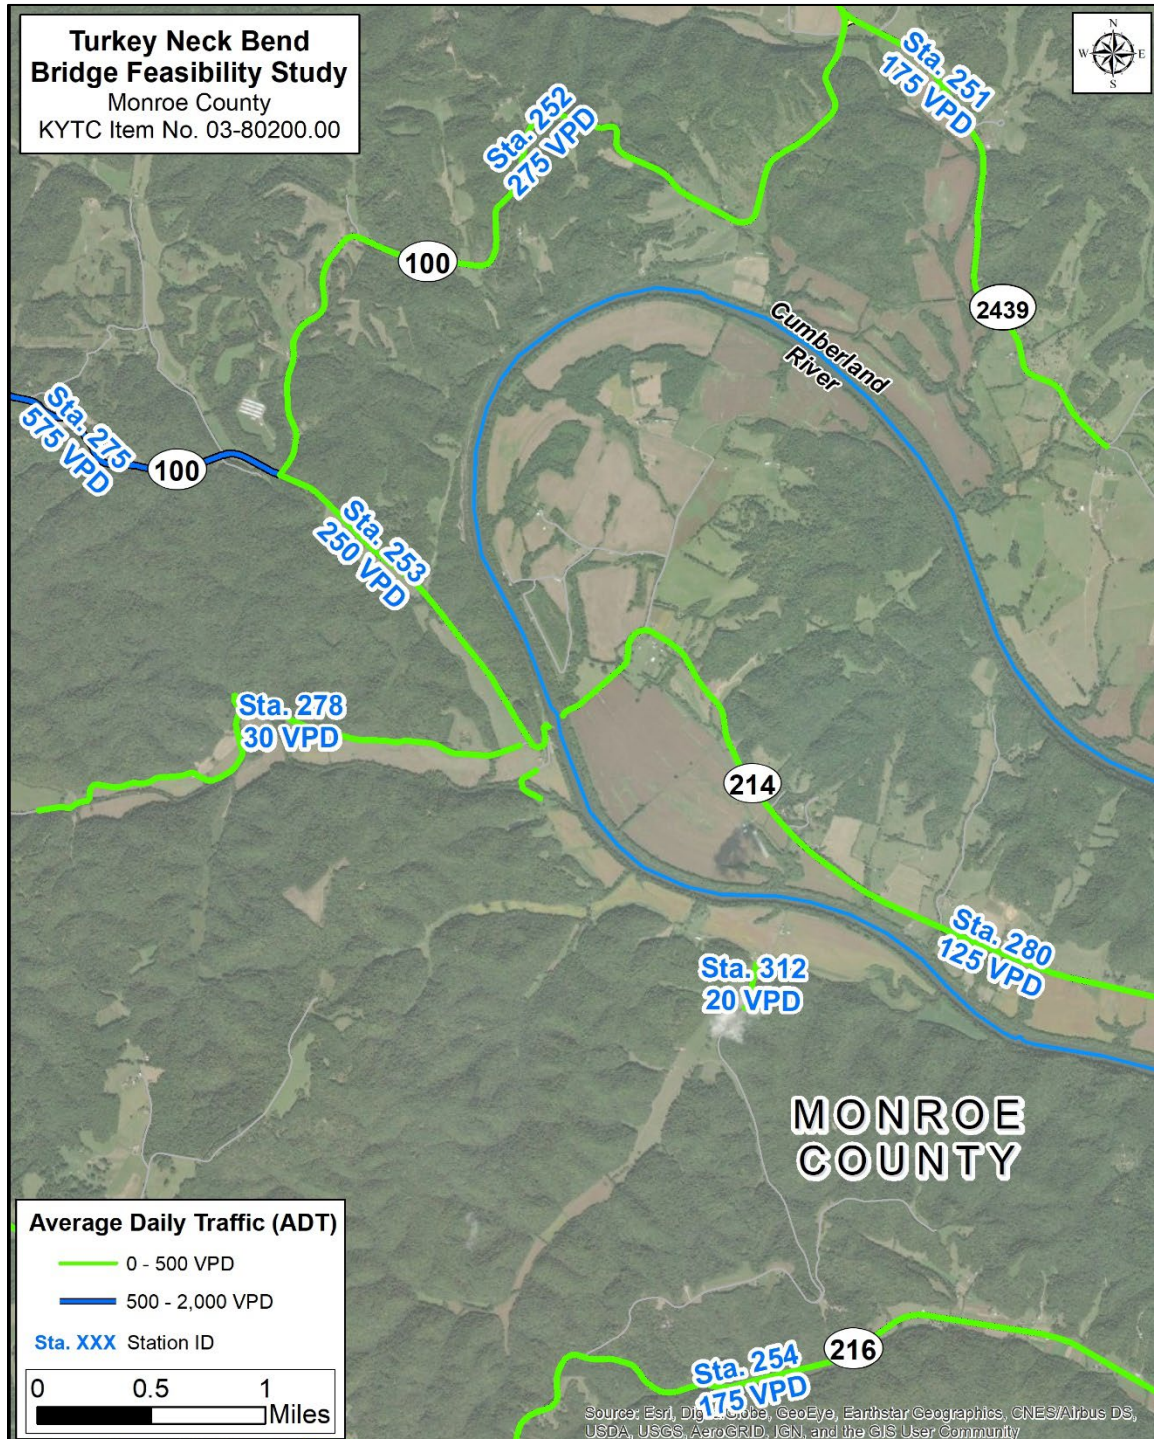 Turkey Neck Bend
Bridge Feasibility Study
Monroe County
KYTC Item No. 03-80200.00
N
W E
S
Sta. 251
175 VPD
Sta. 252
275 VPD
100
2439
Cumberland
River
Sta. 275
575 VPD
100
Sta. 253
250 VPD
Sta. 278
30 VPD
214
Sta. 280
125 VPD
Sta. 312
20 VPD
MONROE
COUNTY
Average Daily Traffic (ADT)
0 - 500 VPD
500 - 2,000 VPD
Sta. XXX Station ID
0 0.5 1
Miles
216
Sta. 254
175 VPD
Source: Esri, GeoEye, Earthstar Geographics, CNES/Airbus DS,
USDA, USGS, AeroGRID, IGN, and the GIS User Community